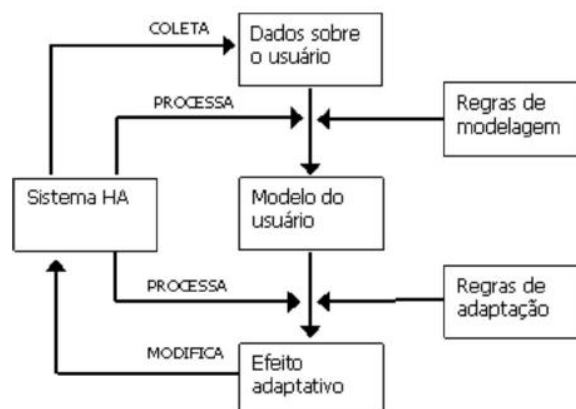 COLETA
Dados sobre
o usuário
PROCESSA
Regras de
modelagem
Sistema HA
Modelo do
usuário
PROCESSA
Regras de
adaptação
MODIFICA
Efeito
adaptativo